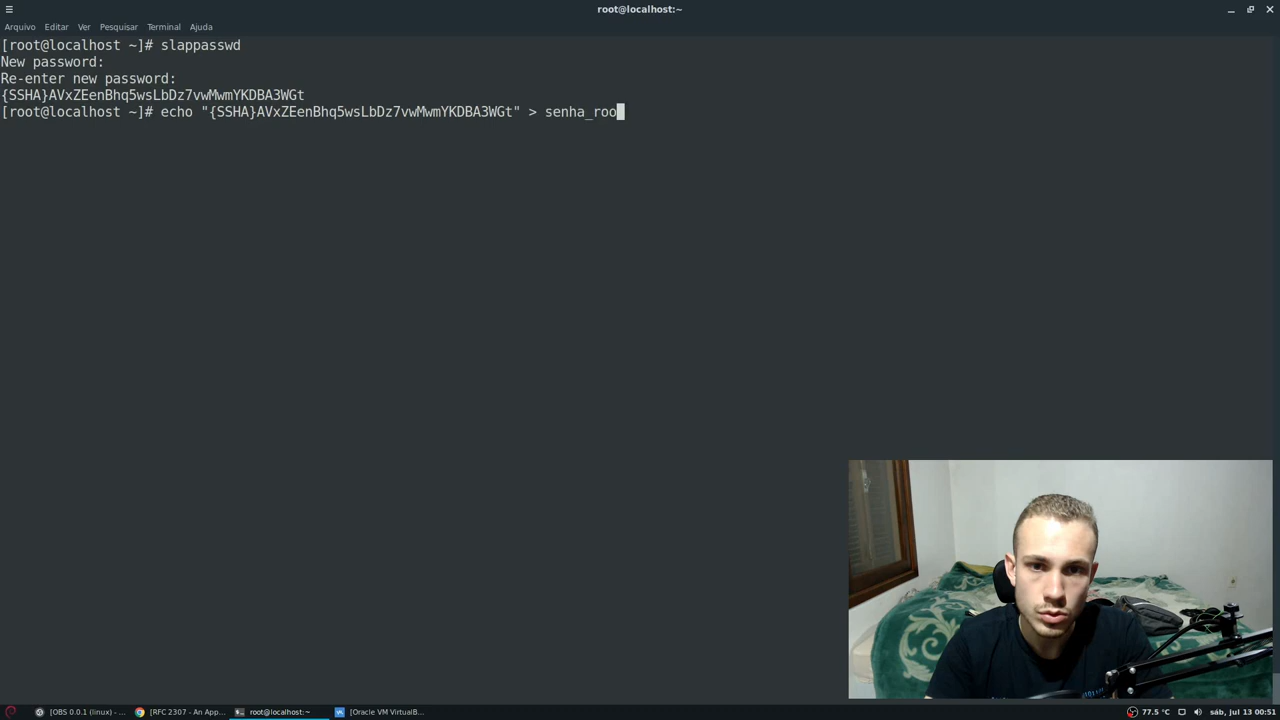 root@localhost:~
Arquivo Editar Ver Pesquisar Terminal Ajuda
[root@localhost ~]# slappasswd
New password:
Re-enter new password:
{SSHA}AVxZEenBhq5wsLbDz7vwMwmYKDBA3WGt
[root@localhost ~]# echo "{SSHA}AVxZEenBhq5wsLbDz7vwMwmYKDBA3WGt" > senha_roo
[OBS 0.0.1 (linux) - ... [RFC 2307 - An App... root@localhost:~ [Oracle VM VirtualB... 77.5 °C sáb, jul 13 00:51